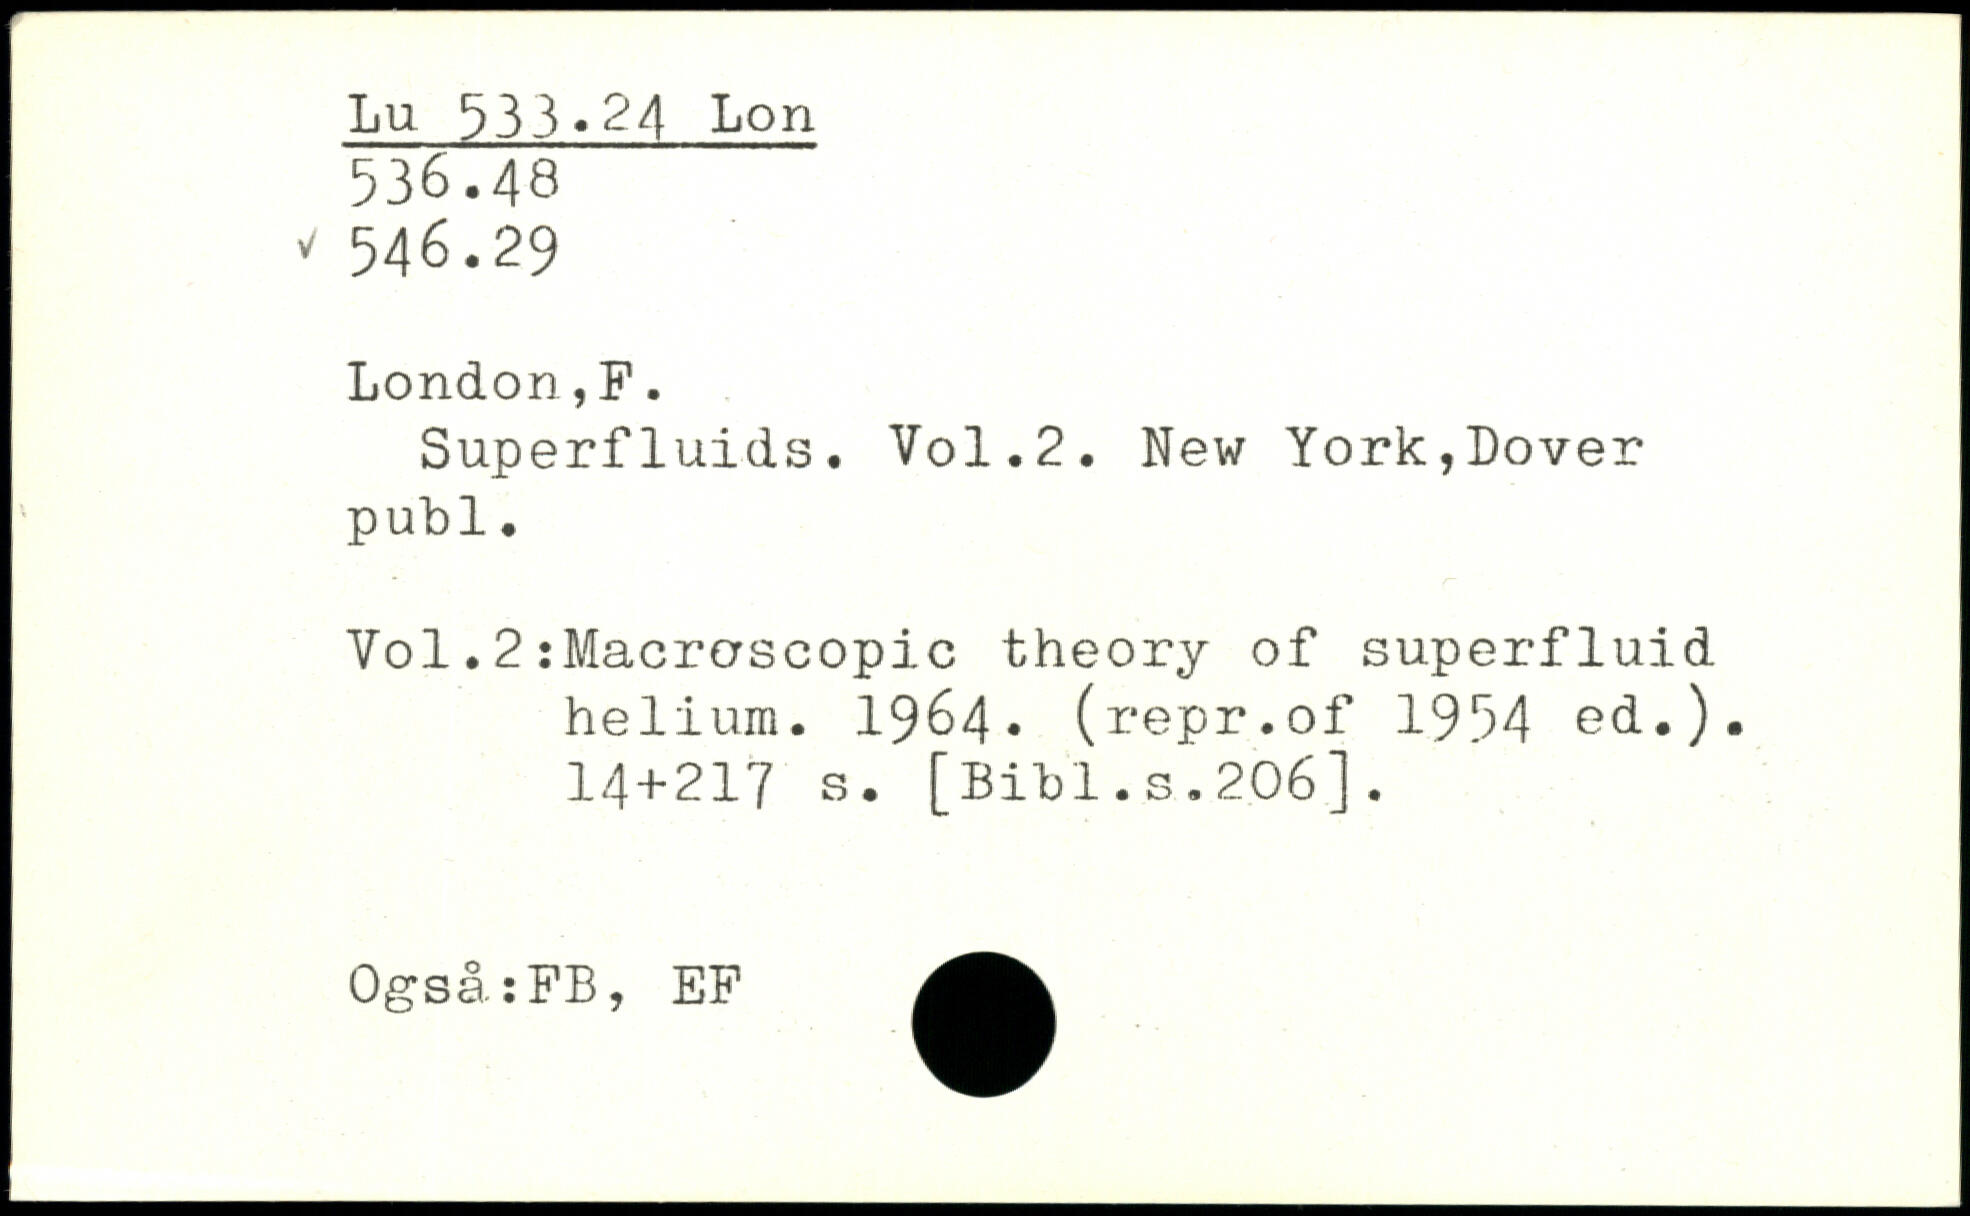 Lu 533.24 Lon
536.48
✓ 546.29
London,F.
Superfluids. Vol.2. New York,Dover
publ.
Vol.2:Macroscopic theory of superfluid
helium. 1964. (repr.of 1954 ed.).
14+217 s. [Bibl.s.206].
Også:FB, EF